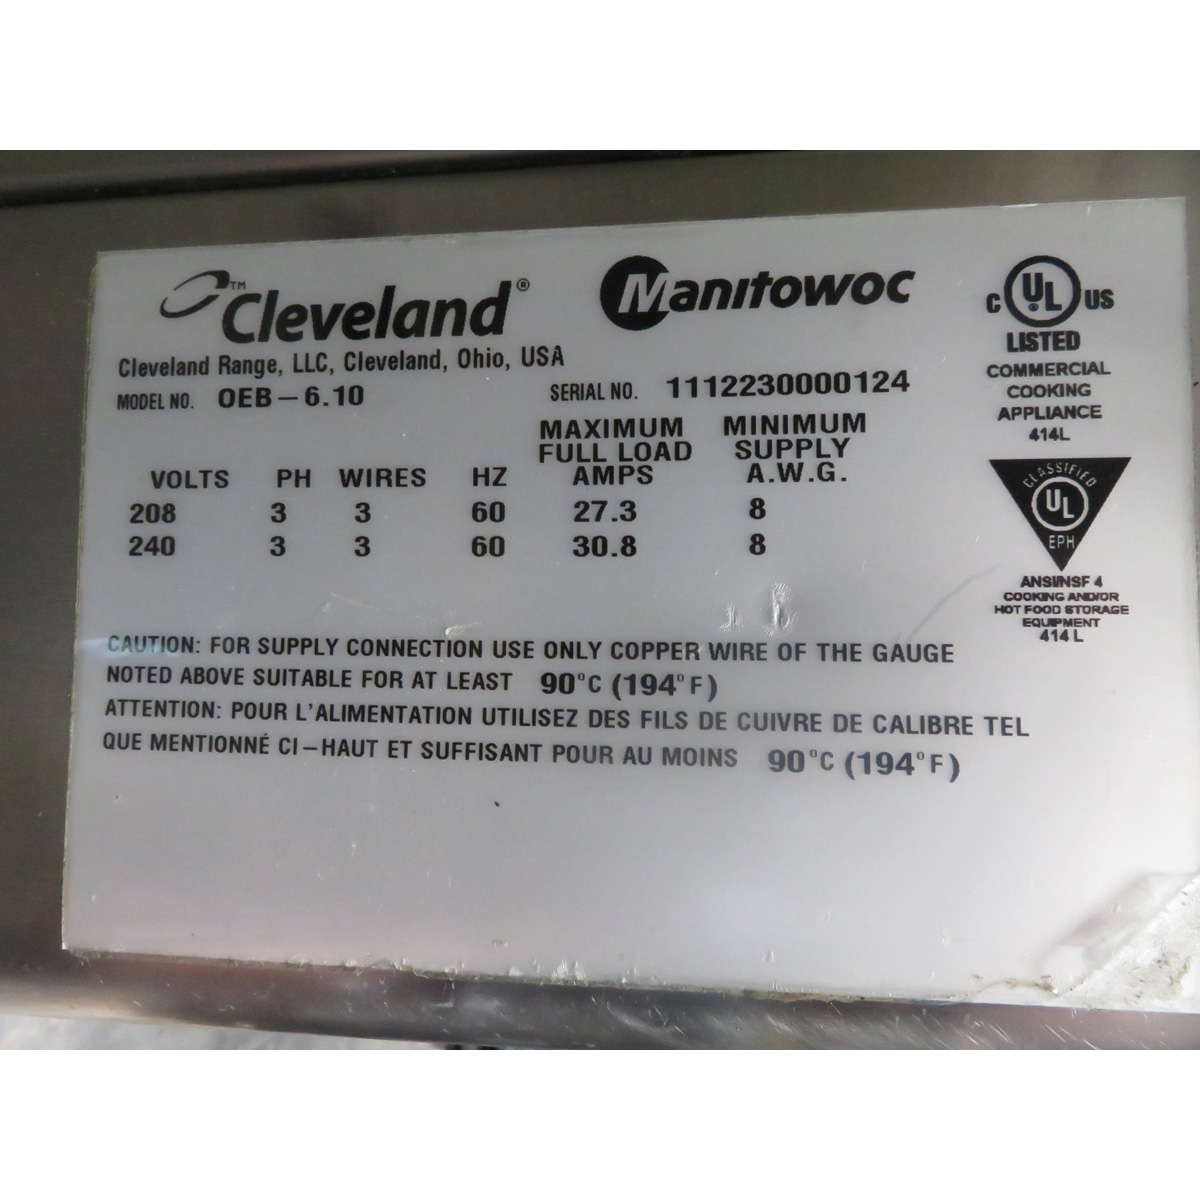 ™Cleveland® Manitowoc
Cleveland Range, LLC, Cleveland, Ohio, USA
MODEL NO. OEB-6.10 SERIAL NO. 1112230000124
MAXIMUM MINIMUM
FULL LOAD SUPPLY
VOLTS PH WIRES HZ AMPS A.W.G.
208 3 3 60 27.3 8
240 3 3 60 30.8 8
CAUTION: FOR SUPPLY CONNECTION USE ONLY COPPER WIRE OF THE GAUGE
NOTED ABOVE SUITABLE FOR AT LEAST 90°C (194°F)
ATTENTION: POUR L'ALIMENTATION UTILISEZ DES FILS DE CUIVRE DE CALIBRE TEL
QUE MENTIONNÉ CI-HAUT ET SUFFISANT POUR AU MOINS 90°C (194°F)
C UL® US
LISTED
COMMERCIAL
COOKING
APPLIANCE
414L
CLASSIFIED
UL
EPH
ANSI/NSF 4
COOKING AND/OR
HOT FOOD STORAGE
EQUIPMENT
414 L